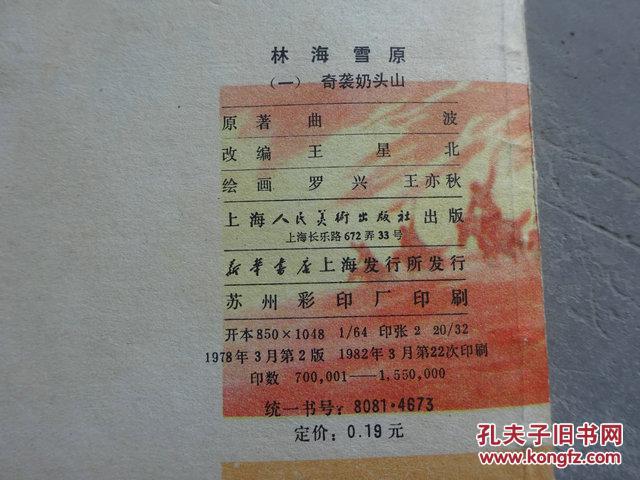 林海雪原
（一） 奇袭奶头山
原著 曲波
改编 王星北
绘画 罗兴 王亦秋
上海人民美術出版社出版
上海长乐路672弄33号
新華書店上海发行所发行
苏州彩印厂印刷
开本850×1048 1/64 印张2 20/32
1978年3月第2版 1982年3月第22次印刷
印数 700,001——1,550,000
统一书号：8081·4673
定价：0.19元
孔夫子旧书网
www.kongfz.com